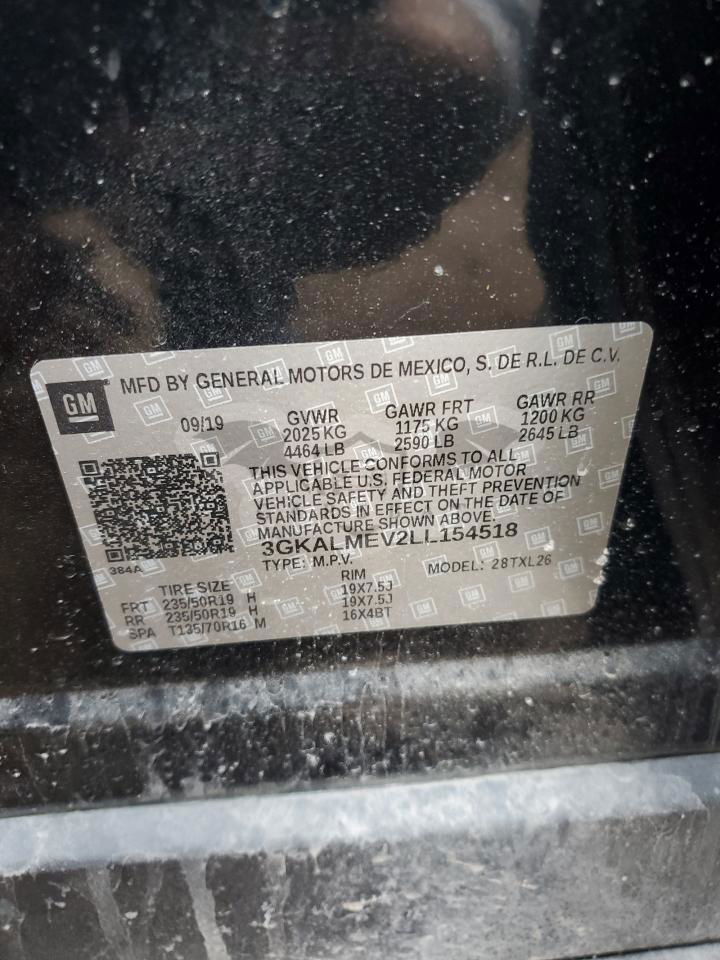 GM
MFD BY GENERAL MOTORS DE MEXICO, S. DE R.L. DE C.V.
09/19 GVWR GAWR FRT GAWR RR
2025 KG 1175 KG 1200 KG
4464 LB 2590 LB 2645 LB
THIS VEHICLE CONFORMS TO ALL
APPLICABLE U.S. FEDERAL MOTOR
VEHICLE SAFETY AND THEFT PREVENTION
STANDARDS IN EFFECT ON THE DATE OF
MANUFACTURE SHOWN ABOVE.
3GKALMEV2LL154518
384A TYPE: M.P.V. MODEL: 28TXL26
TIRE SIZE RIM
FRT 235/50R19 H 19X7.5J
RR 235/50R19 H 19X7.5J
SPA T135/70R16 M 16X4BT